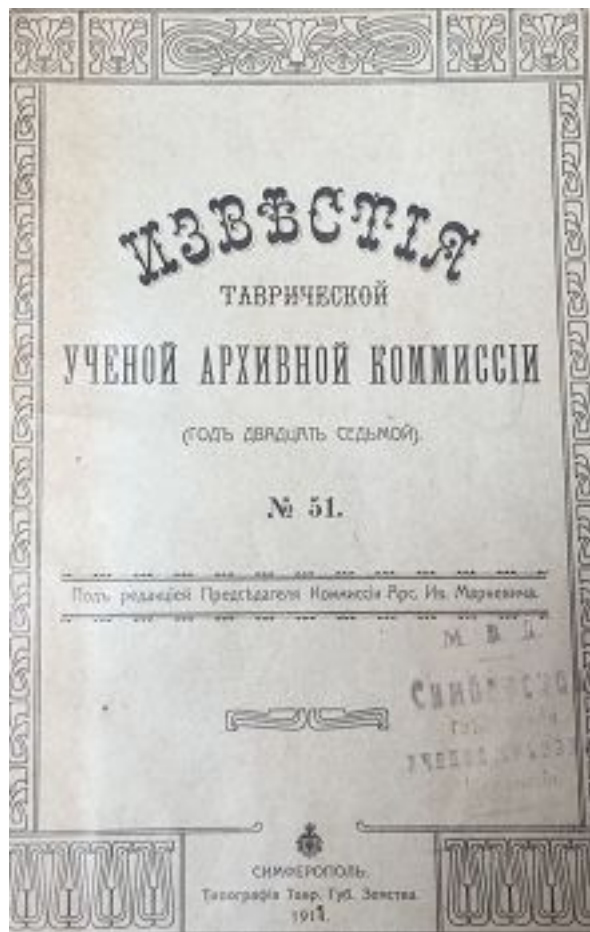 ИЗВѢСТІЯ
ТАВРИЧЕСКОЙ
УЧЕНОЙ АРХИВНОЙ КОММИССІИ
(ГОДЪ ДВАДЦАТЬ СЕДЬМОЙ).
№ 51.
Подъ редакціей Предсѣдателя Коммиссіи Арс. Ив. Маркевича.
М. В. Д.
СИМФЕРОПОЛЬ.
Типографія Тавр. Губ. Земства.
1914.